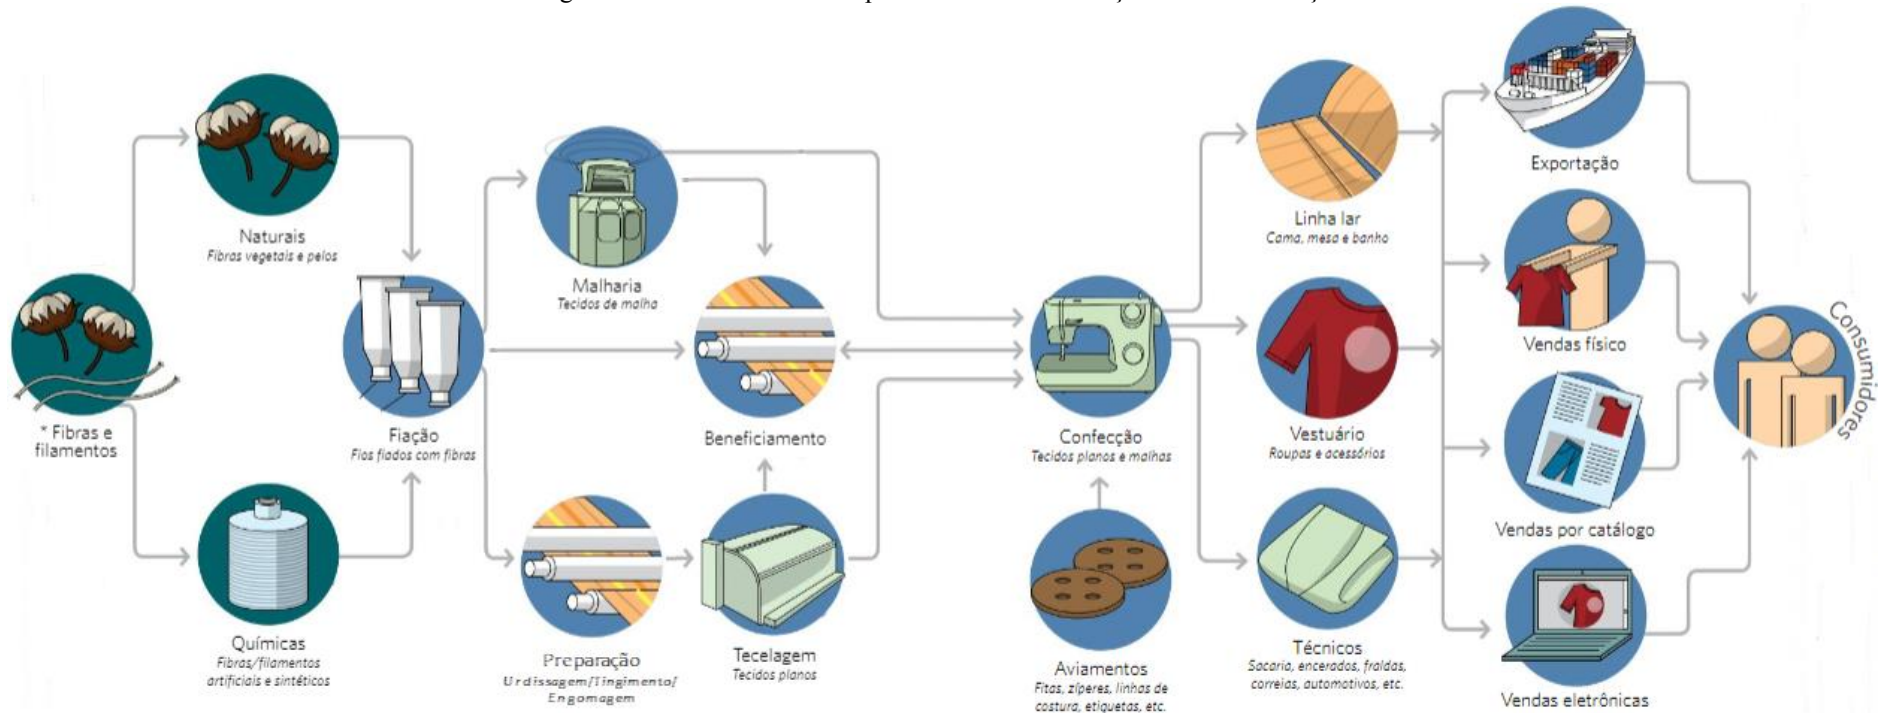 Naturais
Fibras vegetais e pelos
* Fibras e
filamentos
Químicas
Fibras/filamentos
artificiais e sintéticos
Fiação
Fios fiados com fibras
Malharia
Tecidos de malha
Beneficiamento
Preparação
Urdissagem/Tingimento/
Engomagem
Tecelagem
Tecidos planos
Confecção
Tecidos planos e malhas
Aviamentos
Fitas, zíperes, linhas de
costura, etiquetas, etc.
Linha lar
Cama, mesa e banho
Vestuário
Roupas e acessórios
Técnicos
Sacaria, encerados, fraldas,
correias, automotivos, etc.
Exportação
Vendas físico
Vendas por catálogo
Vendas eletrônicas
Consumidores